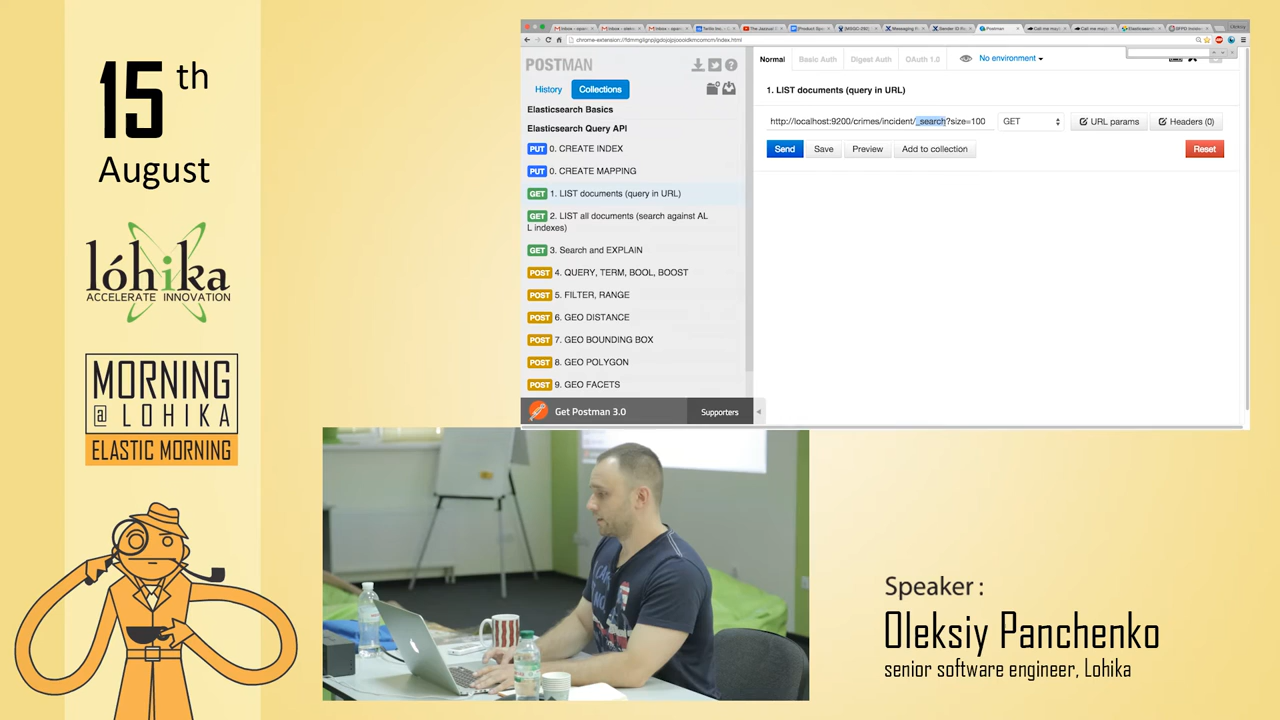 15th
August
lóhika
ACCELERATE INNOVATION
MORNING
@ LOHIKA
ELASTIC MORNING
chrome-extension://fdmmgilgnpjigdojojpjoooidkmcomcm/index.html
POSTMAN
History
Collections
Elasticsearch Basics
Elasticsearch Query API
PUT 0. CREATE INDEX
PUT 0. CREATE MAPPING
GET 1. LIST documents (query in URL)
GET 2. LIST all documents (search against AL
L indexes)
GET 3. Search and EXPLAIN
POST 4. QUERY, TERM, BOOL, BOOST
POST 5. FILTER, RANGE
POST 6. GEO DISTANCE
POST 7. GEO BOUNDING BOX
POST 8. GEO POLYGON
POST 9. GEO FACETS
Get Postman 3.0
Supporters
Normal
Basic Auth
Digest Auth
OAuth 1.0
No environment
1. LIST documents (query in URL)
http://localhost:9200/crimes/incident/_search?size=100
GET
URL params
Headers (0)
Send
Save
Preview
Add to collection
Reset
Speaker :
Oleksiy Panchenko
senior software engineer, Lohika